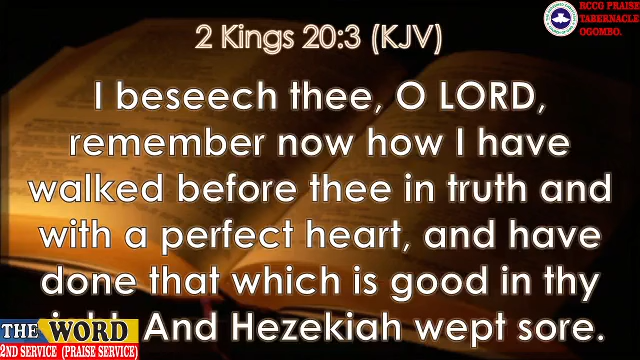 2 Kings 20:3 (KJV)
RCCG PRAISE
TABERNACLE
OGOMBO.
I beseech thee, O LORD,
remember now how I have
walked before thee in truth and
with a perfect heart, and have
done that which is good in thy
And Hezekiah wept sore.
THE WORD
2ND SERVICE (PRAISE SERVICE)